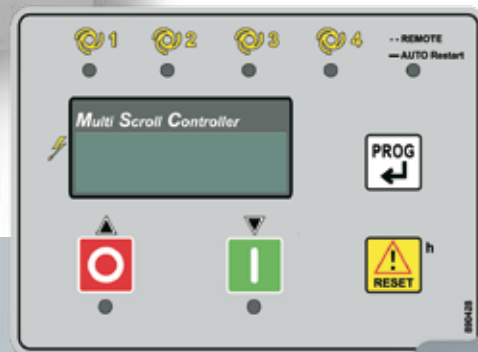 1 2 3 4 -- REMOTE
— AUTO Restart
Multi Scroll Controller
PROG
h
RESET
890428